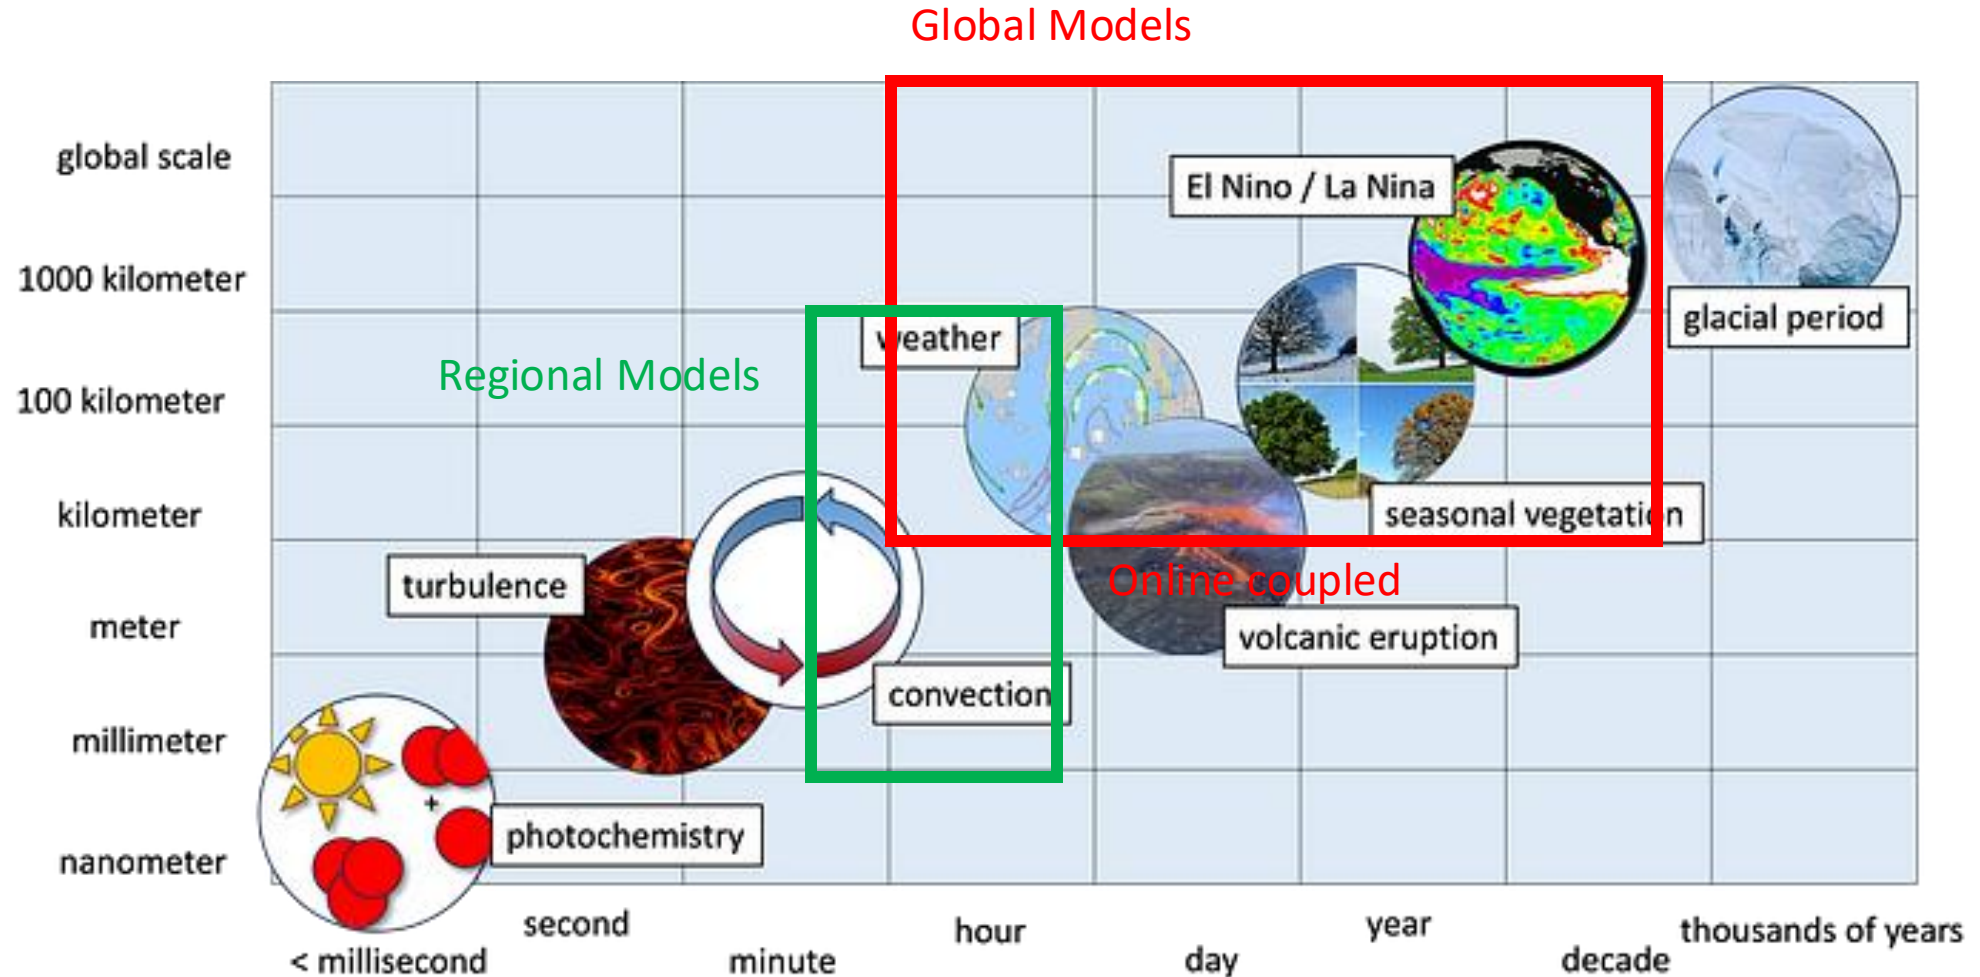 Global Models
global scale
El Nino / La Nina
1000 kilometer
glacial period
weather
Regional Models
100 kilometer
kilometer
seasonal vegetation
turbulence
Online coupled
meter
volcanic eruption
convection
millimeter
+
photochemistry
nanometer
< millisecond
second
minute
hour
day
year
decade
thousands of years